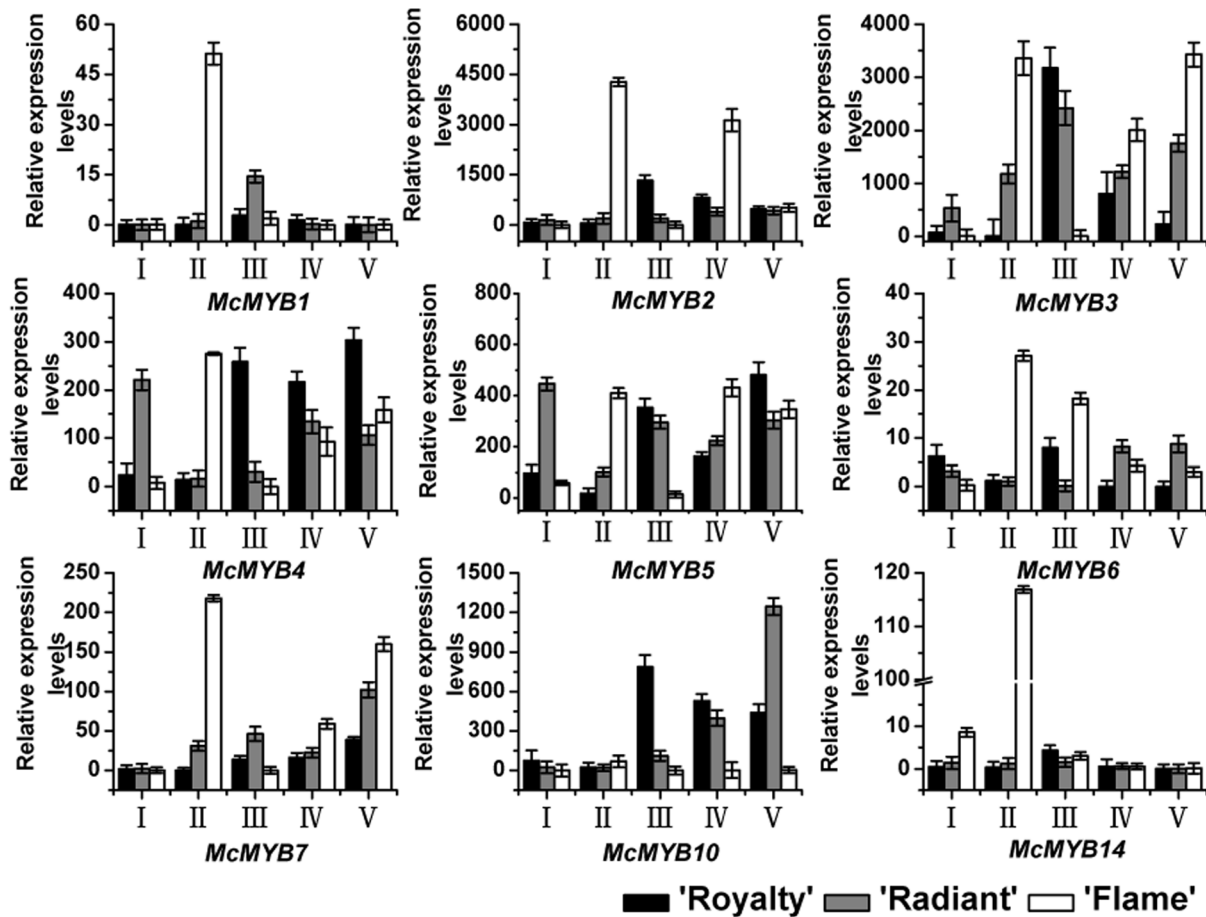 Relative expression levels
60
45
30
15
0
I II III IV V
McMYB1
Relative expression levels
6000
4500
3000
1500
0
I II III IV V
McMYB2
Relative expression levels
4000
3000
2000
1000
0
I II III IV V
McMYB3
Relative expression levels
400
300
200
100
0
I II III IV V
McMYB4
Relative expression levels
800
600
400
200
0
I II III IV V
McMYB5
Relative expression levels
40
30
20
10
0
I II III IV V
McMYB6
Relative expression levels
250
200
150
100
50
0
I II III IV V
McMYB7
Relative expression levels
1500
1200
900
600
300
0
I II III IV V
McMYB10
Relative expression levels
120
110
100
10
0
I II III IV V
McMYB14
'Royalty' 'Radiant' 'Flame'